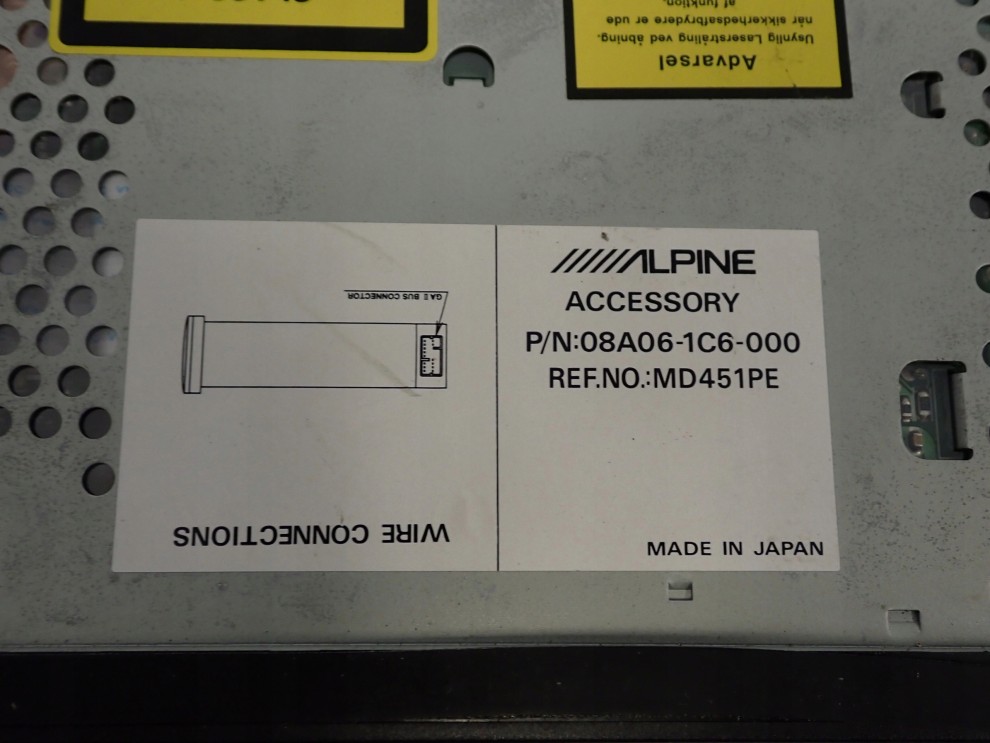 Advarsel
Usynlig Laserstråling ved åbning.
når sikkerhedsafbrydere er ude
af funktion.
WIRE CONNECTIONS
GA Ⅱ BUS CONNECTOR
ALPINE
ACCESSORY
P/N:08A06-1C6-000
REF.NO.:MD451PE
MADE IN JAPAN